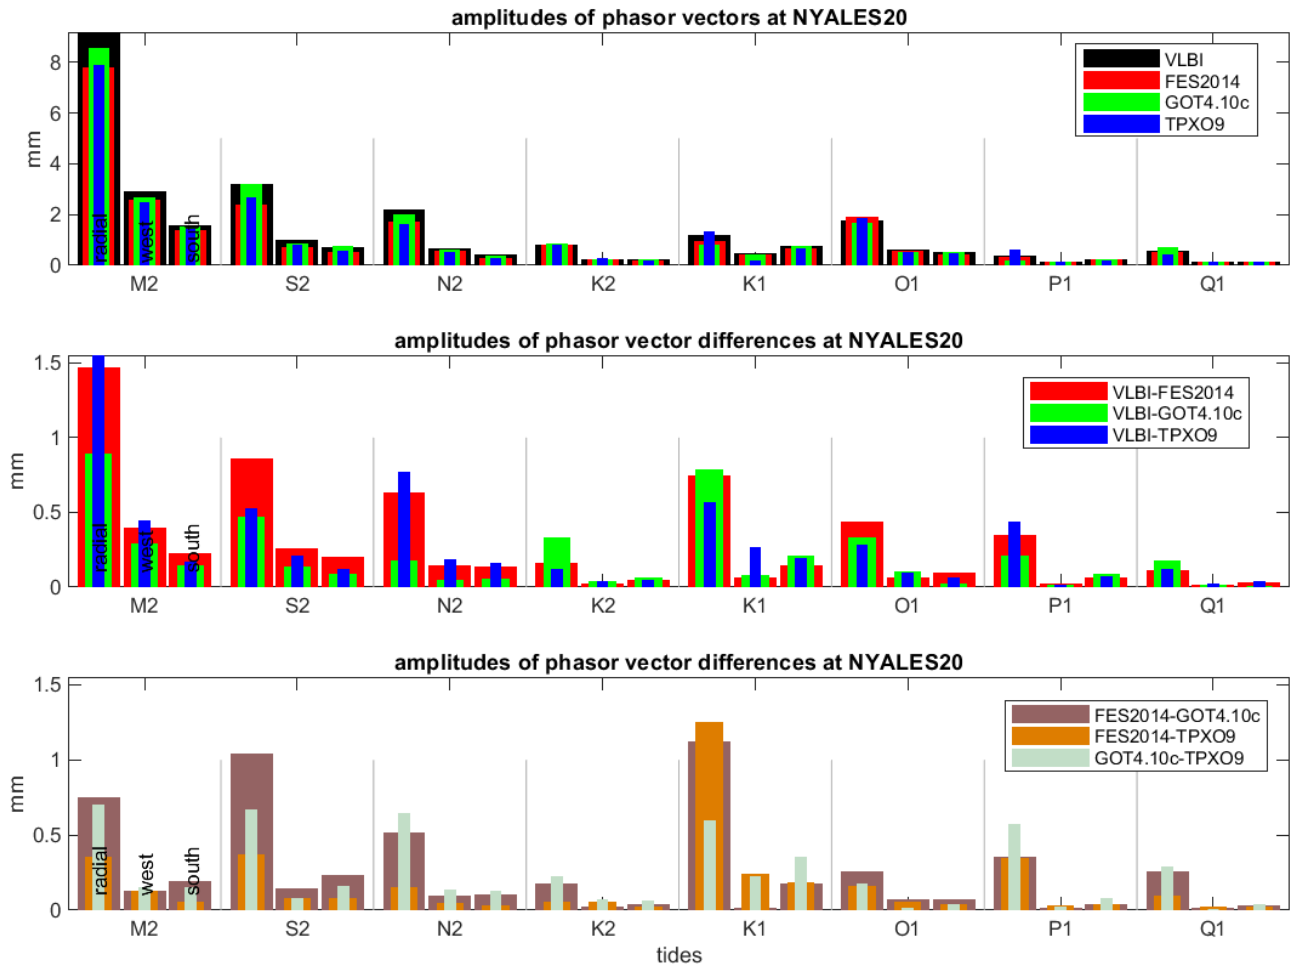 amplitudes of phasor vectors at NYALES20
8
6
4
2
0
mm
radial
west
south
VLBI
FES2014
GOT4.10c
TPXO9
M2 S2 N2 K2 K1 O1 P1 Q1
amplitudes of phasor vector differences at NYALES20
1.5
1
0.5
0
mm
radial
west
south
VLBI-FES2014
VLBI-GOT4.10c
VLBI-TPXO9
M2 S2 N2 K2 K1 O1 P1 Q1
amplitudes of phasor vector differences at NYALES20
1.5
1
0.5
0
mm
radial
west
south
FES2014-GOT4.10c
FES2014-TPXO9
GOT4.10c-TPXO9
M2 S2 N2 K2 K1 O1 P1 Q1
tides